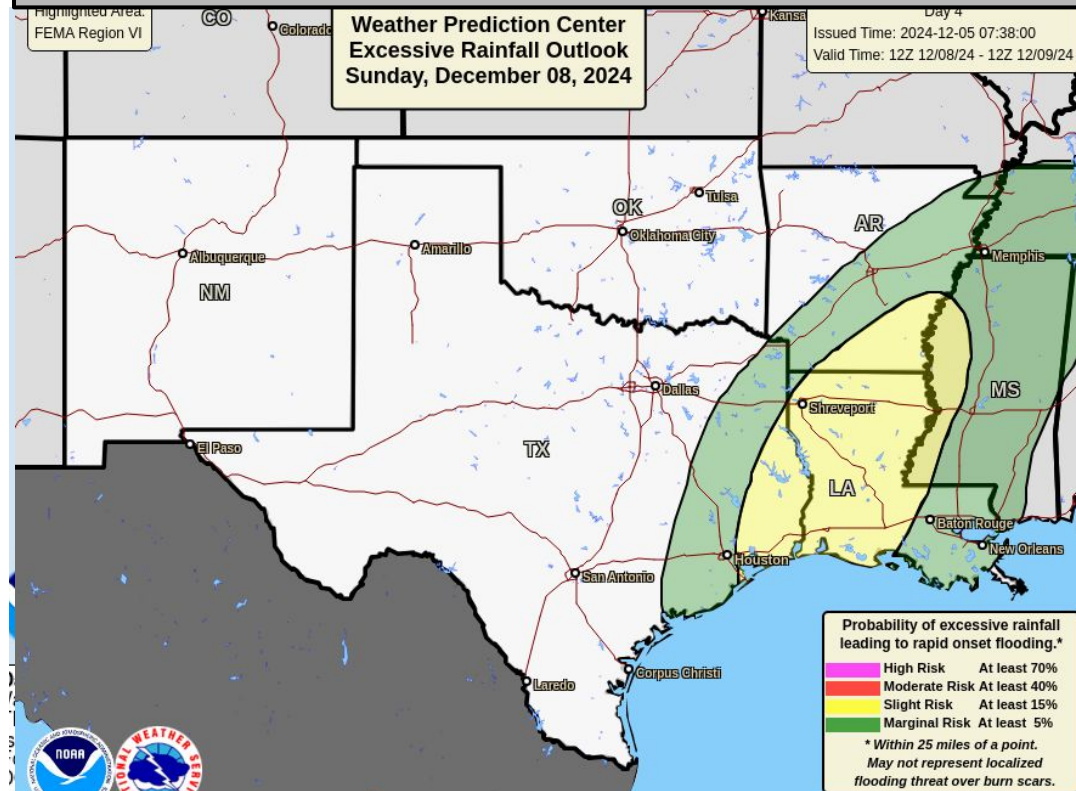 Highlighted Area:
FEMA Region VI
Weather Prediction Center
Excessive Rainfall Outlook
Sunday, December 08, 2024
Day 4
Issued Time: 2024-12-05 07:38:00
Valid Time: 12Z 12/08/24 - 12Z 12/09/24
CO
Colorado
Kansa
OK
Tulsa
Oklahoma City
AR
Amarillo
Albuquerque
NM
Memphis
Dallas
Shreveport
MS
El Paso
TX
LA
Baton Rouge
New Orleans
Houston
San Antonio
Corpus Christi
Laredo
Probability of excessive rainfall
leading to rapid onset flooding.*
High Risk At least 70%
Moderate Risk At least 40%
Slight Risk At least 15%
Marginal Risk At least 5%
* Within 25 miles of a point.
May not represent localized
flooding threat over burn scars.
NOAA
WEATHER SERV